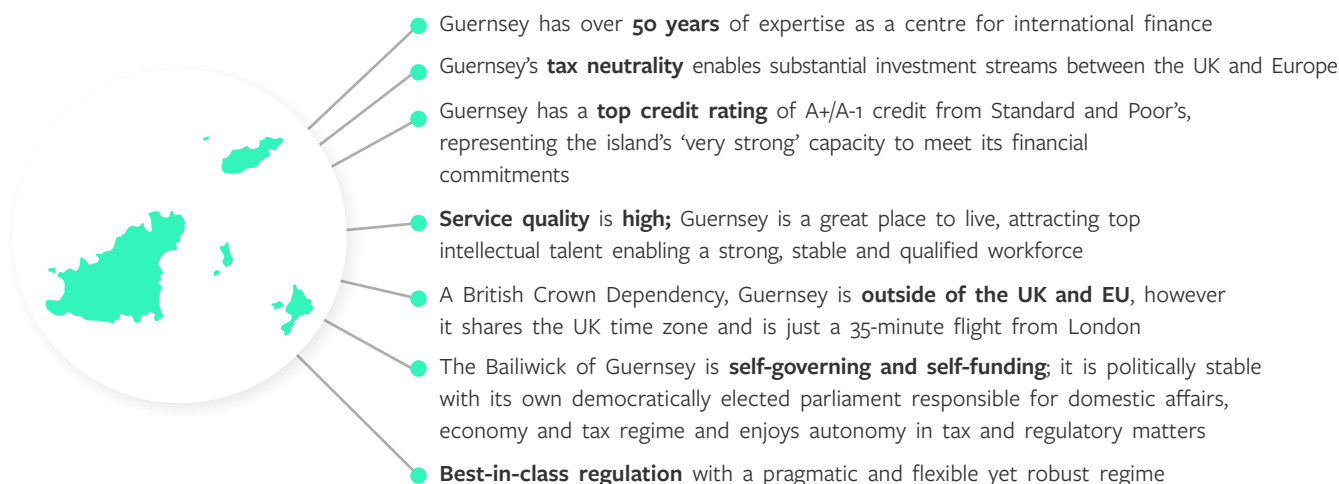 Guernsey has over 50 years of expertise as a centre for international finance
Guernsey’s tax neutrality enables substantial investment streams between the UK and Europe
Guernsey has a top credit rating of A+/A-1 credit from Standard and Poor’s,
representing the island’s ‘very strong’ capacity to meet its financial
commitments
Service quality is high; Guernsey is a great place to live, attracting top
intellectual talent enabling a strong, stable and qualified workforce
A British Crown Dependency, Guernsey is outside of the UK and EU, however
it shares the UK time zone and is just a 35-minute flight from London
The Bailiwick of Guernsey is self-governing and self-funding; it is politically stable
with its own democratically elected parliament responsible for domestic affairs,
economy and tax regime and enjoys autonomy in tax and regulatory matters
Best-in-class regulation with a pragmatic and flexible yet robust regime